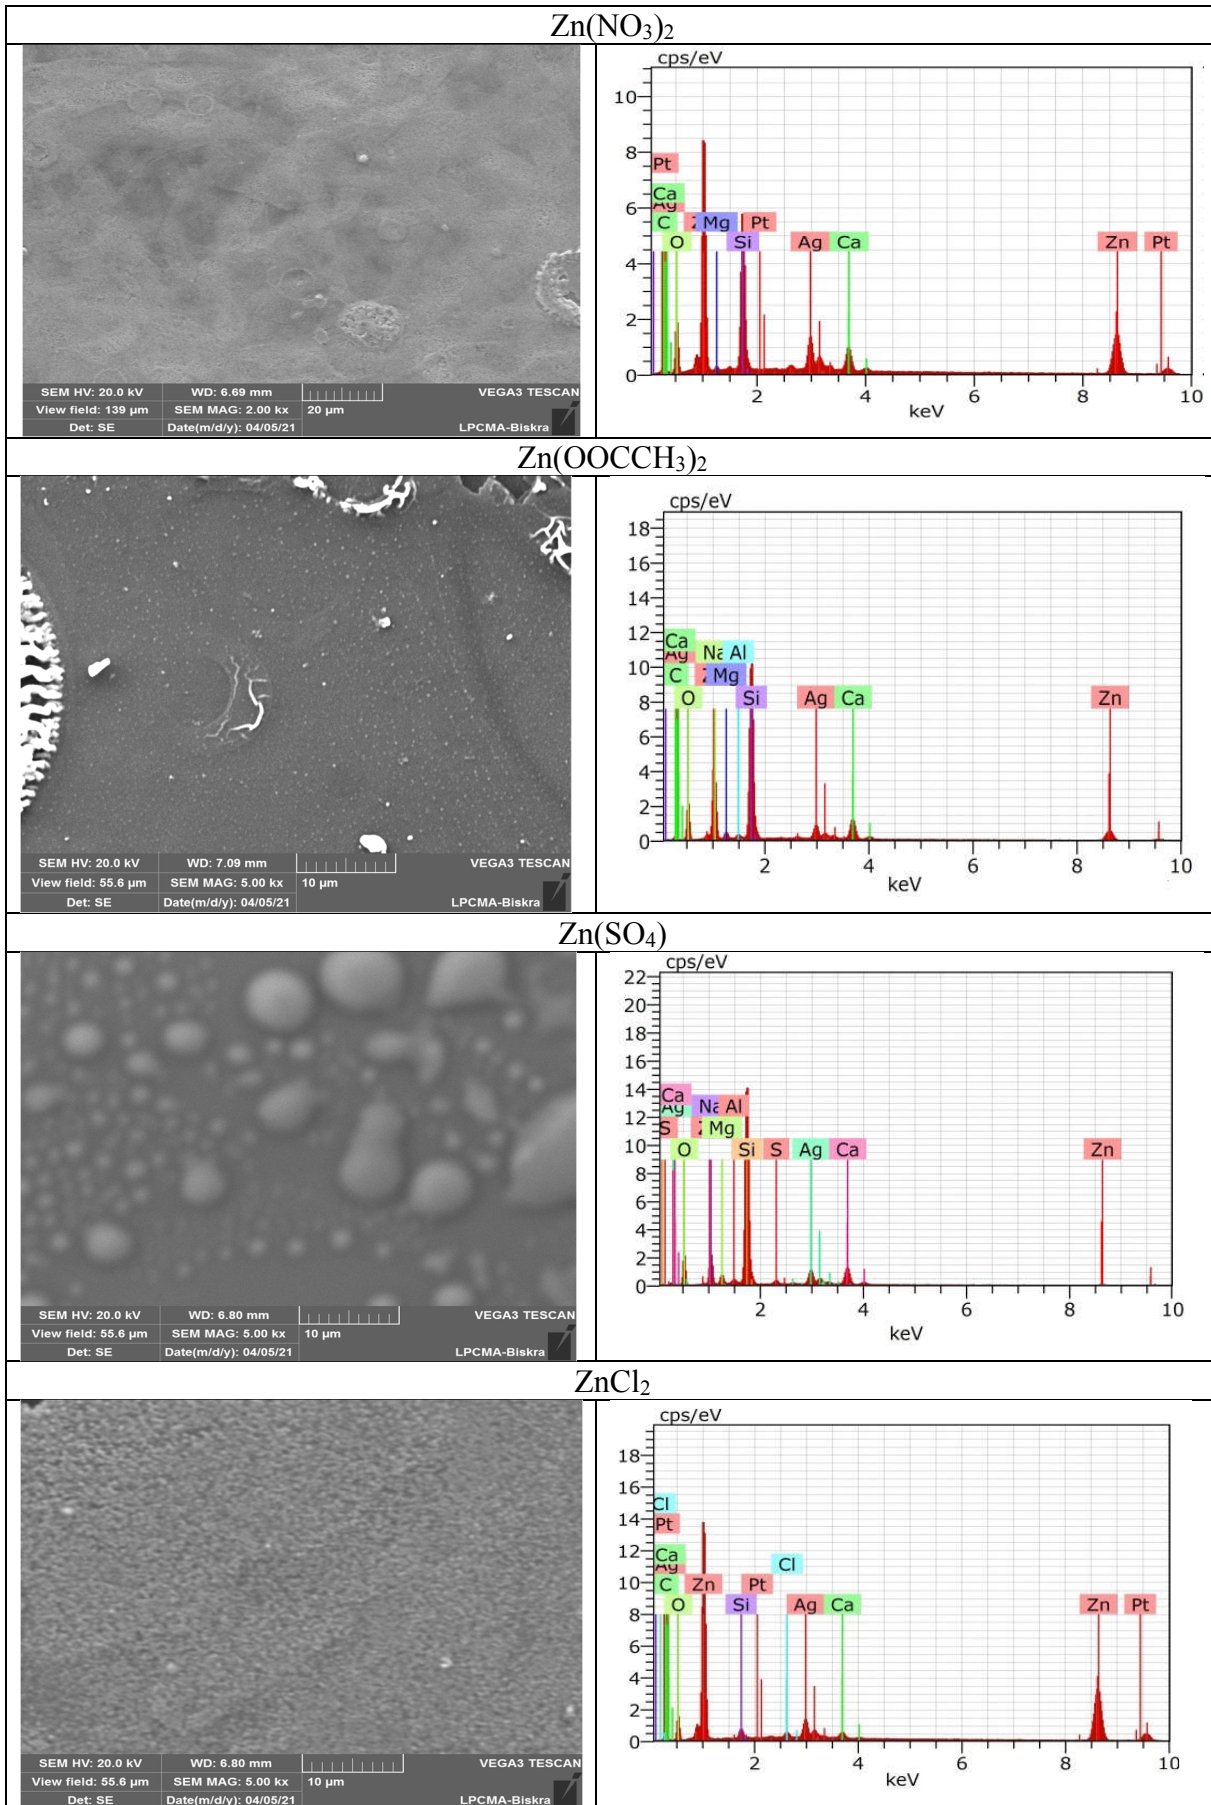 Zn(NO₃)₂
SEM HV: 20.0 kV WD: 6.69 mm VEGA3 TESCAN
View field: 139 µm SEM MAG: 2.00 kx 20 µm
Det: SE Date(m/d/y): 04/05/21 LPCMA-Biskra
cps/eV
10
8
6
4
2
0
Pt
Ca
Ag
C Mg Pt
O Si Ag Ca Zn Pt
2 4 6 8 10
keV
Zn(OOCCH₃)₂
SEM HV: 20.0 kV WD: 7.09 mm VEGA3 TESCAN
View field: 55.6 µm SEM MAG: 5.00 kx 10 µm
Det: SE Date(m/d/y): 04/05/21 LPCMA-Biskra
cps/eV
18
16
14
12
10
8
6
4
2
0
Ca
Ag Na Al
C Mg
O Si Ag Ca Zn
2 4 6 8 10
keV
Zn(SO₄)
SEM HV: 20.0 kV WD: 6.80 mm VEGA3 TESCAN
View field: 55.6 µm SEM MAG: 5.00 kx 10 µm
Det: SE Date(m/d/y): 04/05/21 LPCMA-Biskra
cps/eV
22
20
18
16
14
12
10
8
6
4
2
0
Ca
Ag Na Al
S Mg
O Si S Ag Ca Zn
2 4 6 8 10
keV
ZnCl₂
SEM HV: 20.0 kV WD: 6.80 mm VEGA3 TESCAN
View field: 55.6 µm SEM MAG: 5.00 kx 10 µm
Det: SE Date(m/d/y): 04/05/21 LPCMA-Biskra
cps/eV
18
16
14
12
10
8
6
4
2
0
Cl
Pt
Ca Cl
Ag
C Zn Pt
O Si Ag Ca Zn Pt
2 4 6 8 10
keV